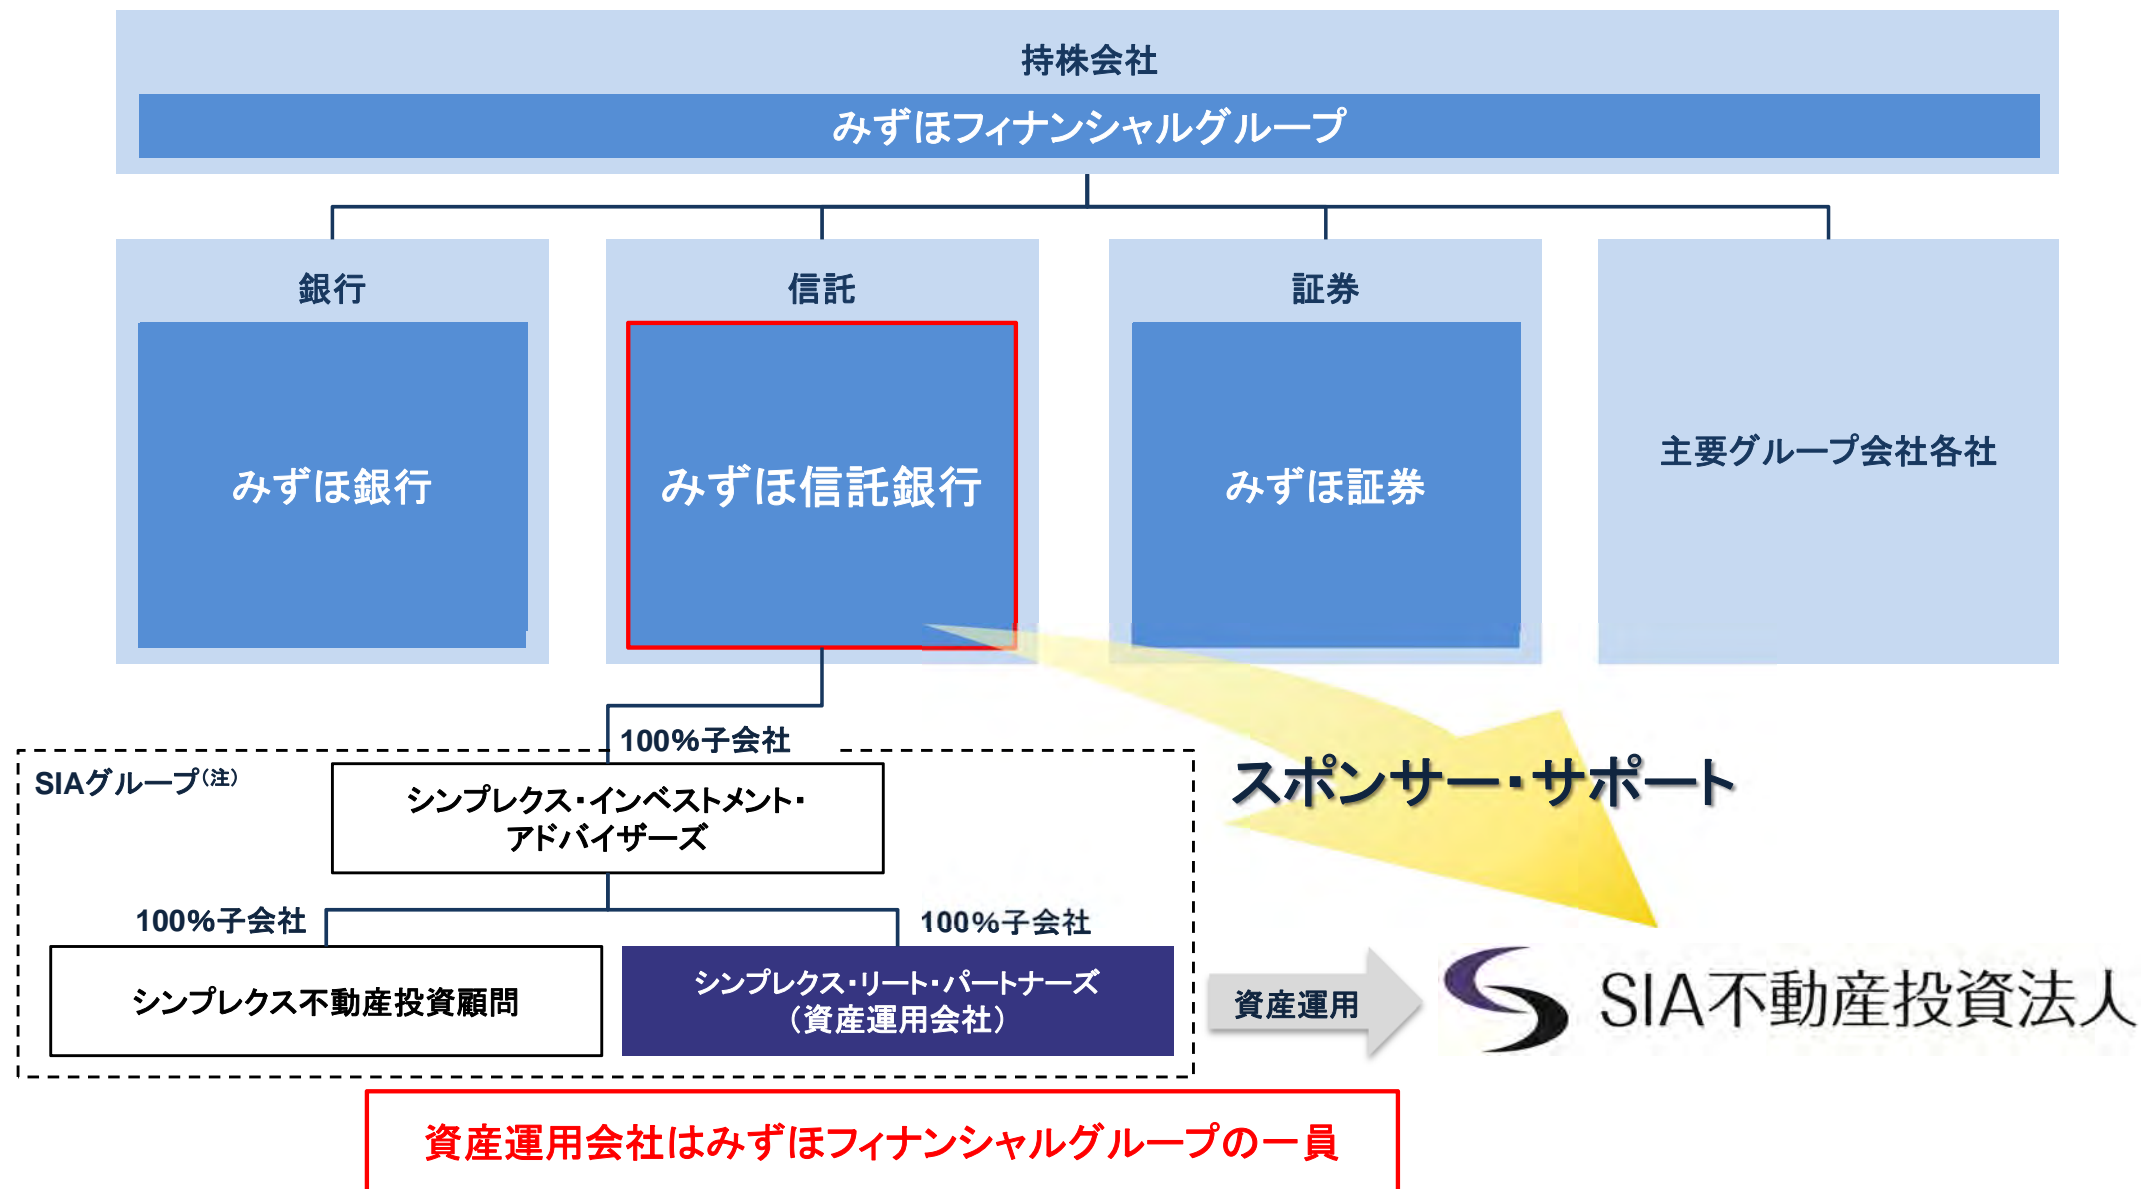 持株会社
みずほフィナンシャルグループ
銀行
信託
証券
みずほ銀行
みずほ信託銀行
みずほ証券
主要グループ会社各社
100%子会社
SIAグループ(注)
シンプレクス・インベストメント・
アドバイザーズ
スポンサー・サポート
100%子会社
100%子会社
シンプレクス不動産投資顧問
シンプレクス・リート・パートナーズ
(資産運用会社)
資産運用
SIA不動産投資法人
資産運用会社はみずほフィナンシャルグループの一員